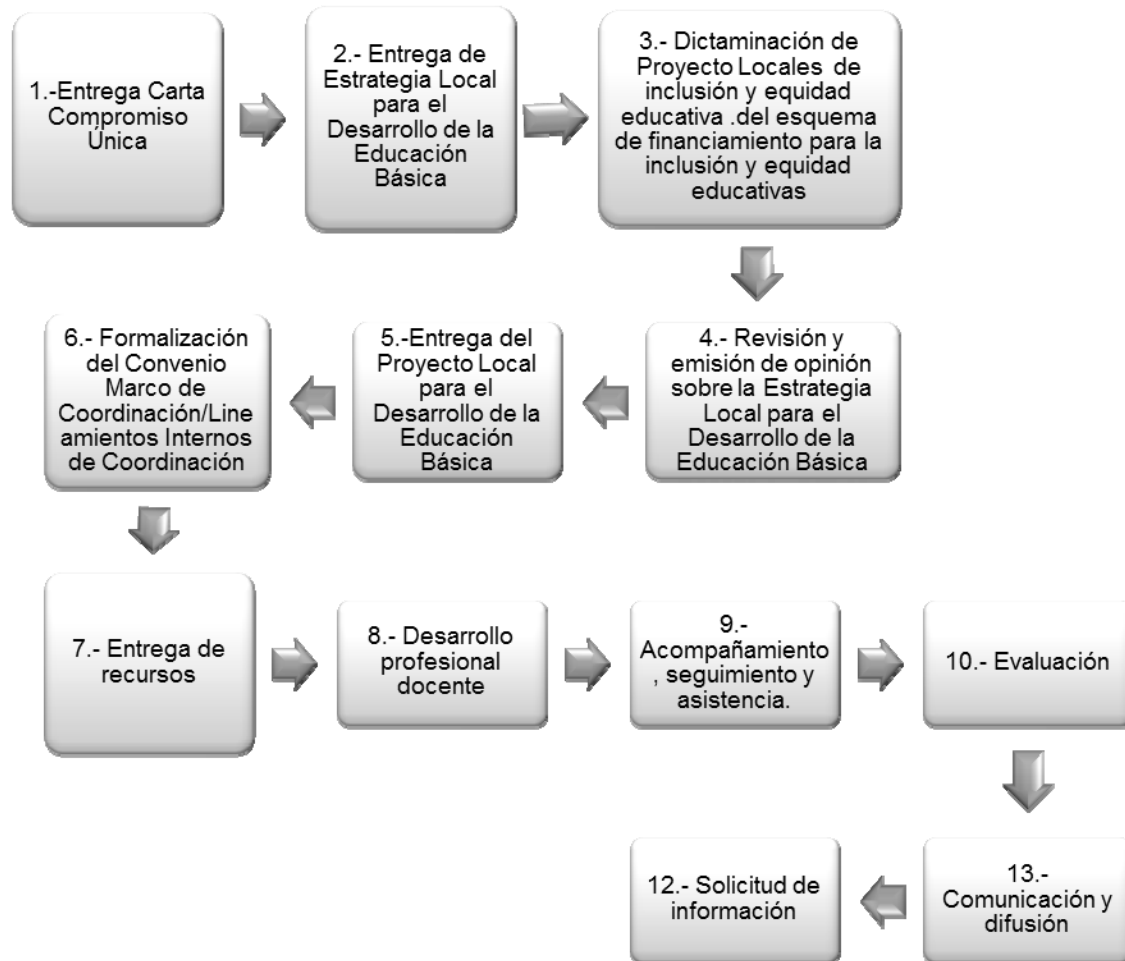 1.-Entrega Carta
Compromiso
Única
2.- Entrega de
Estrategia Local
para el
Desarrollo de la
Educación
Básica
3.- Dictaminación de
Proyecto Locales de
inclusión y equidad
educativa .del esquema
de financiamiento para la
inclusión y equidad
educativas
4.- Revisión y
emisión de opinión
sobre la Estrategia
Local para el
Desarrollo de la
Educación Básica
5.-Entrega del
Proyecto Local
para el
Desarrollo de la
Educación
Básica
6.- Formalización
del Convenio
Marco de
Coordinación/Line
amientos Internos
de Coordinación
7.- Entrega de
recursos
8.- Desarrollo
profesional
docente
9.-
Acompañamiento
, seguimiento y
asistencia.
10.- Evaluación
13.-
Comunicación y
difusión
12.- Solicitud de
información